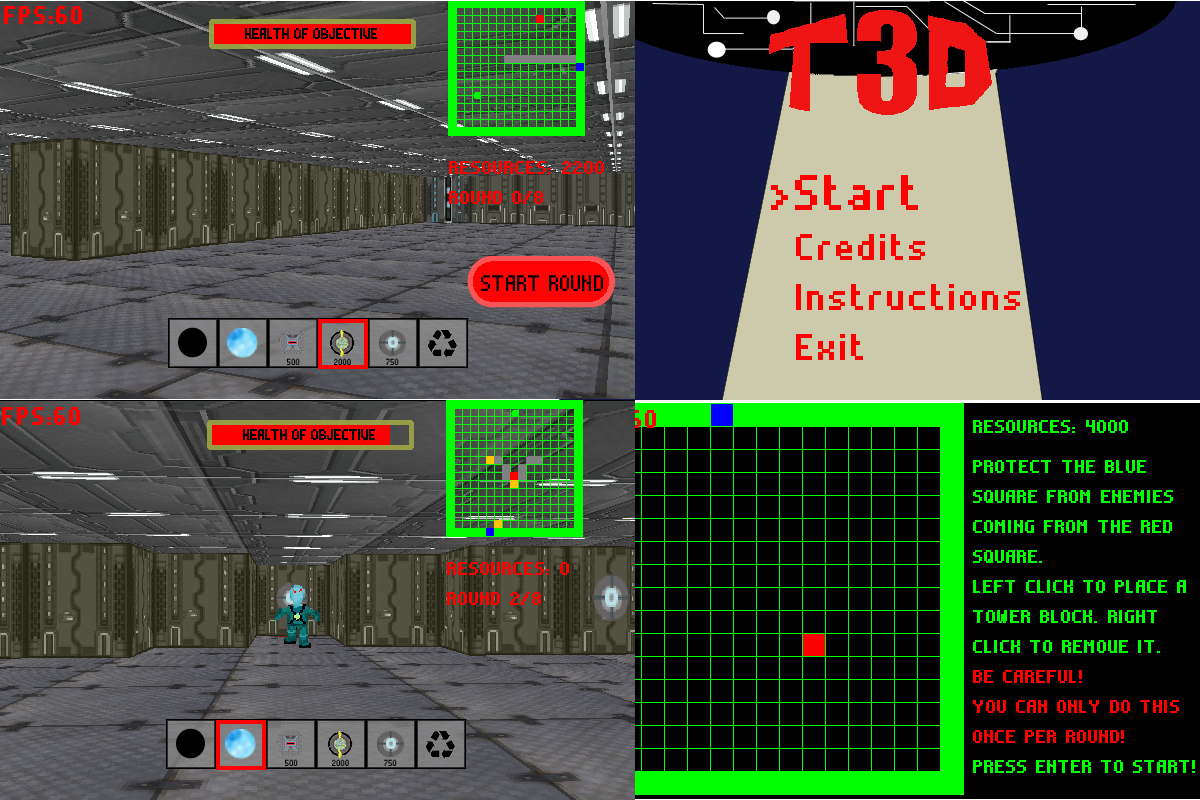 FPS:60
HEALTH OF OBJECTIVE
RESOURCES: 2200
ROUND 0/8
START ROUND
500
2000
750
T3D
>Start
Credits
Instructions
Exit
FPS:60
HEALTH OF OBJECTIVE
RESOURCES: 0
ROUND 2/8
500
2000
750
60
RESOURCES: 4000
PROTECT THE BLUE
SQUARE FROM ENEMIES
COMING FROM THE RED
SQUARE.
LEFT CLICK TO PLACE A
TOWER BLOCK. RIGHT
CLICK TO REMOVE IT.
BE CAREFUL!
YOU CAN ONLY DO THIS
ONCE PER ROUND!
PRESS ENTER TO START!